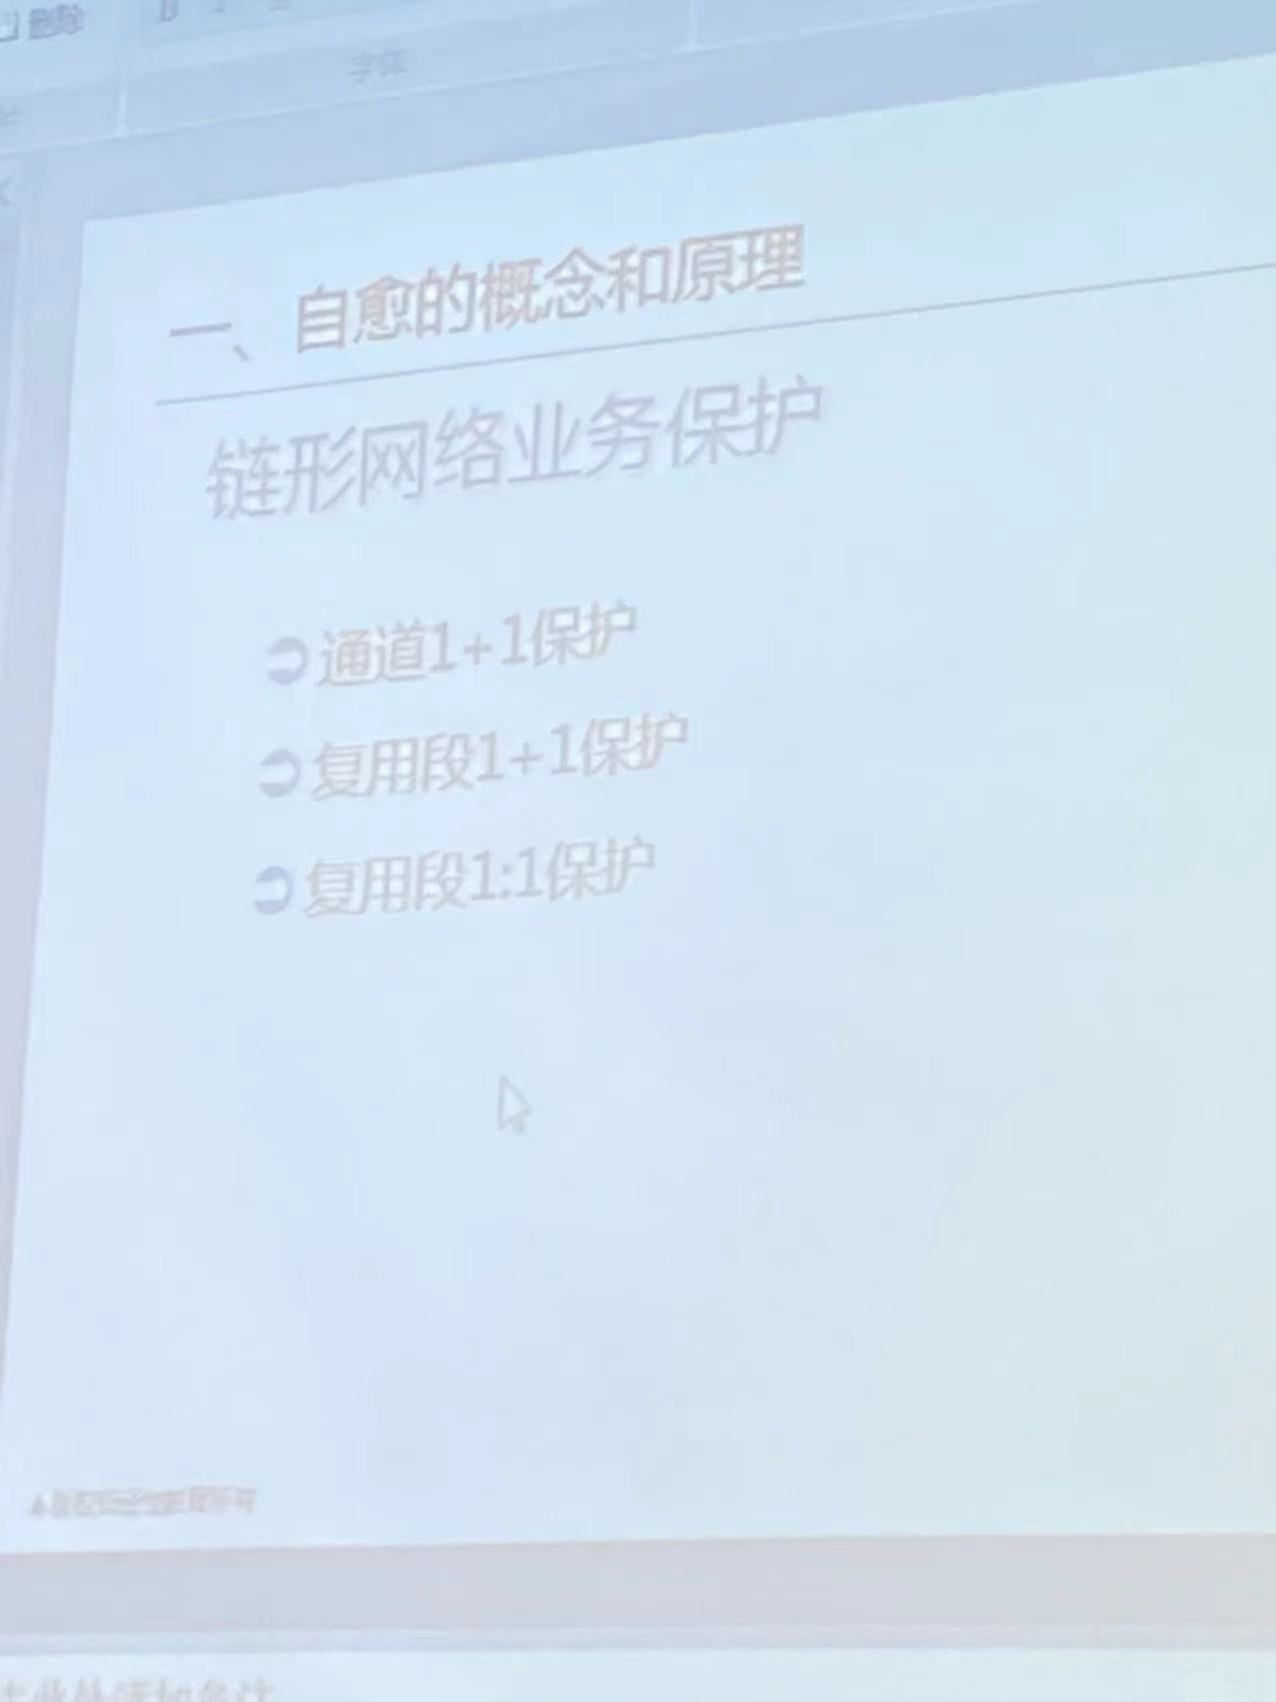 删除
字体
一、自愈的概念和原理
链形网络业务保护
通道1+1保护
复用段1+1保护
复用段1:1保护